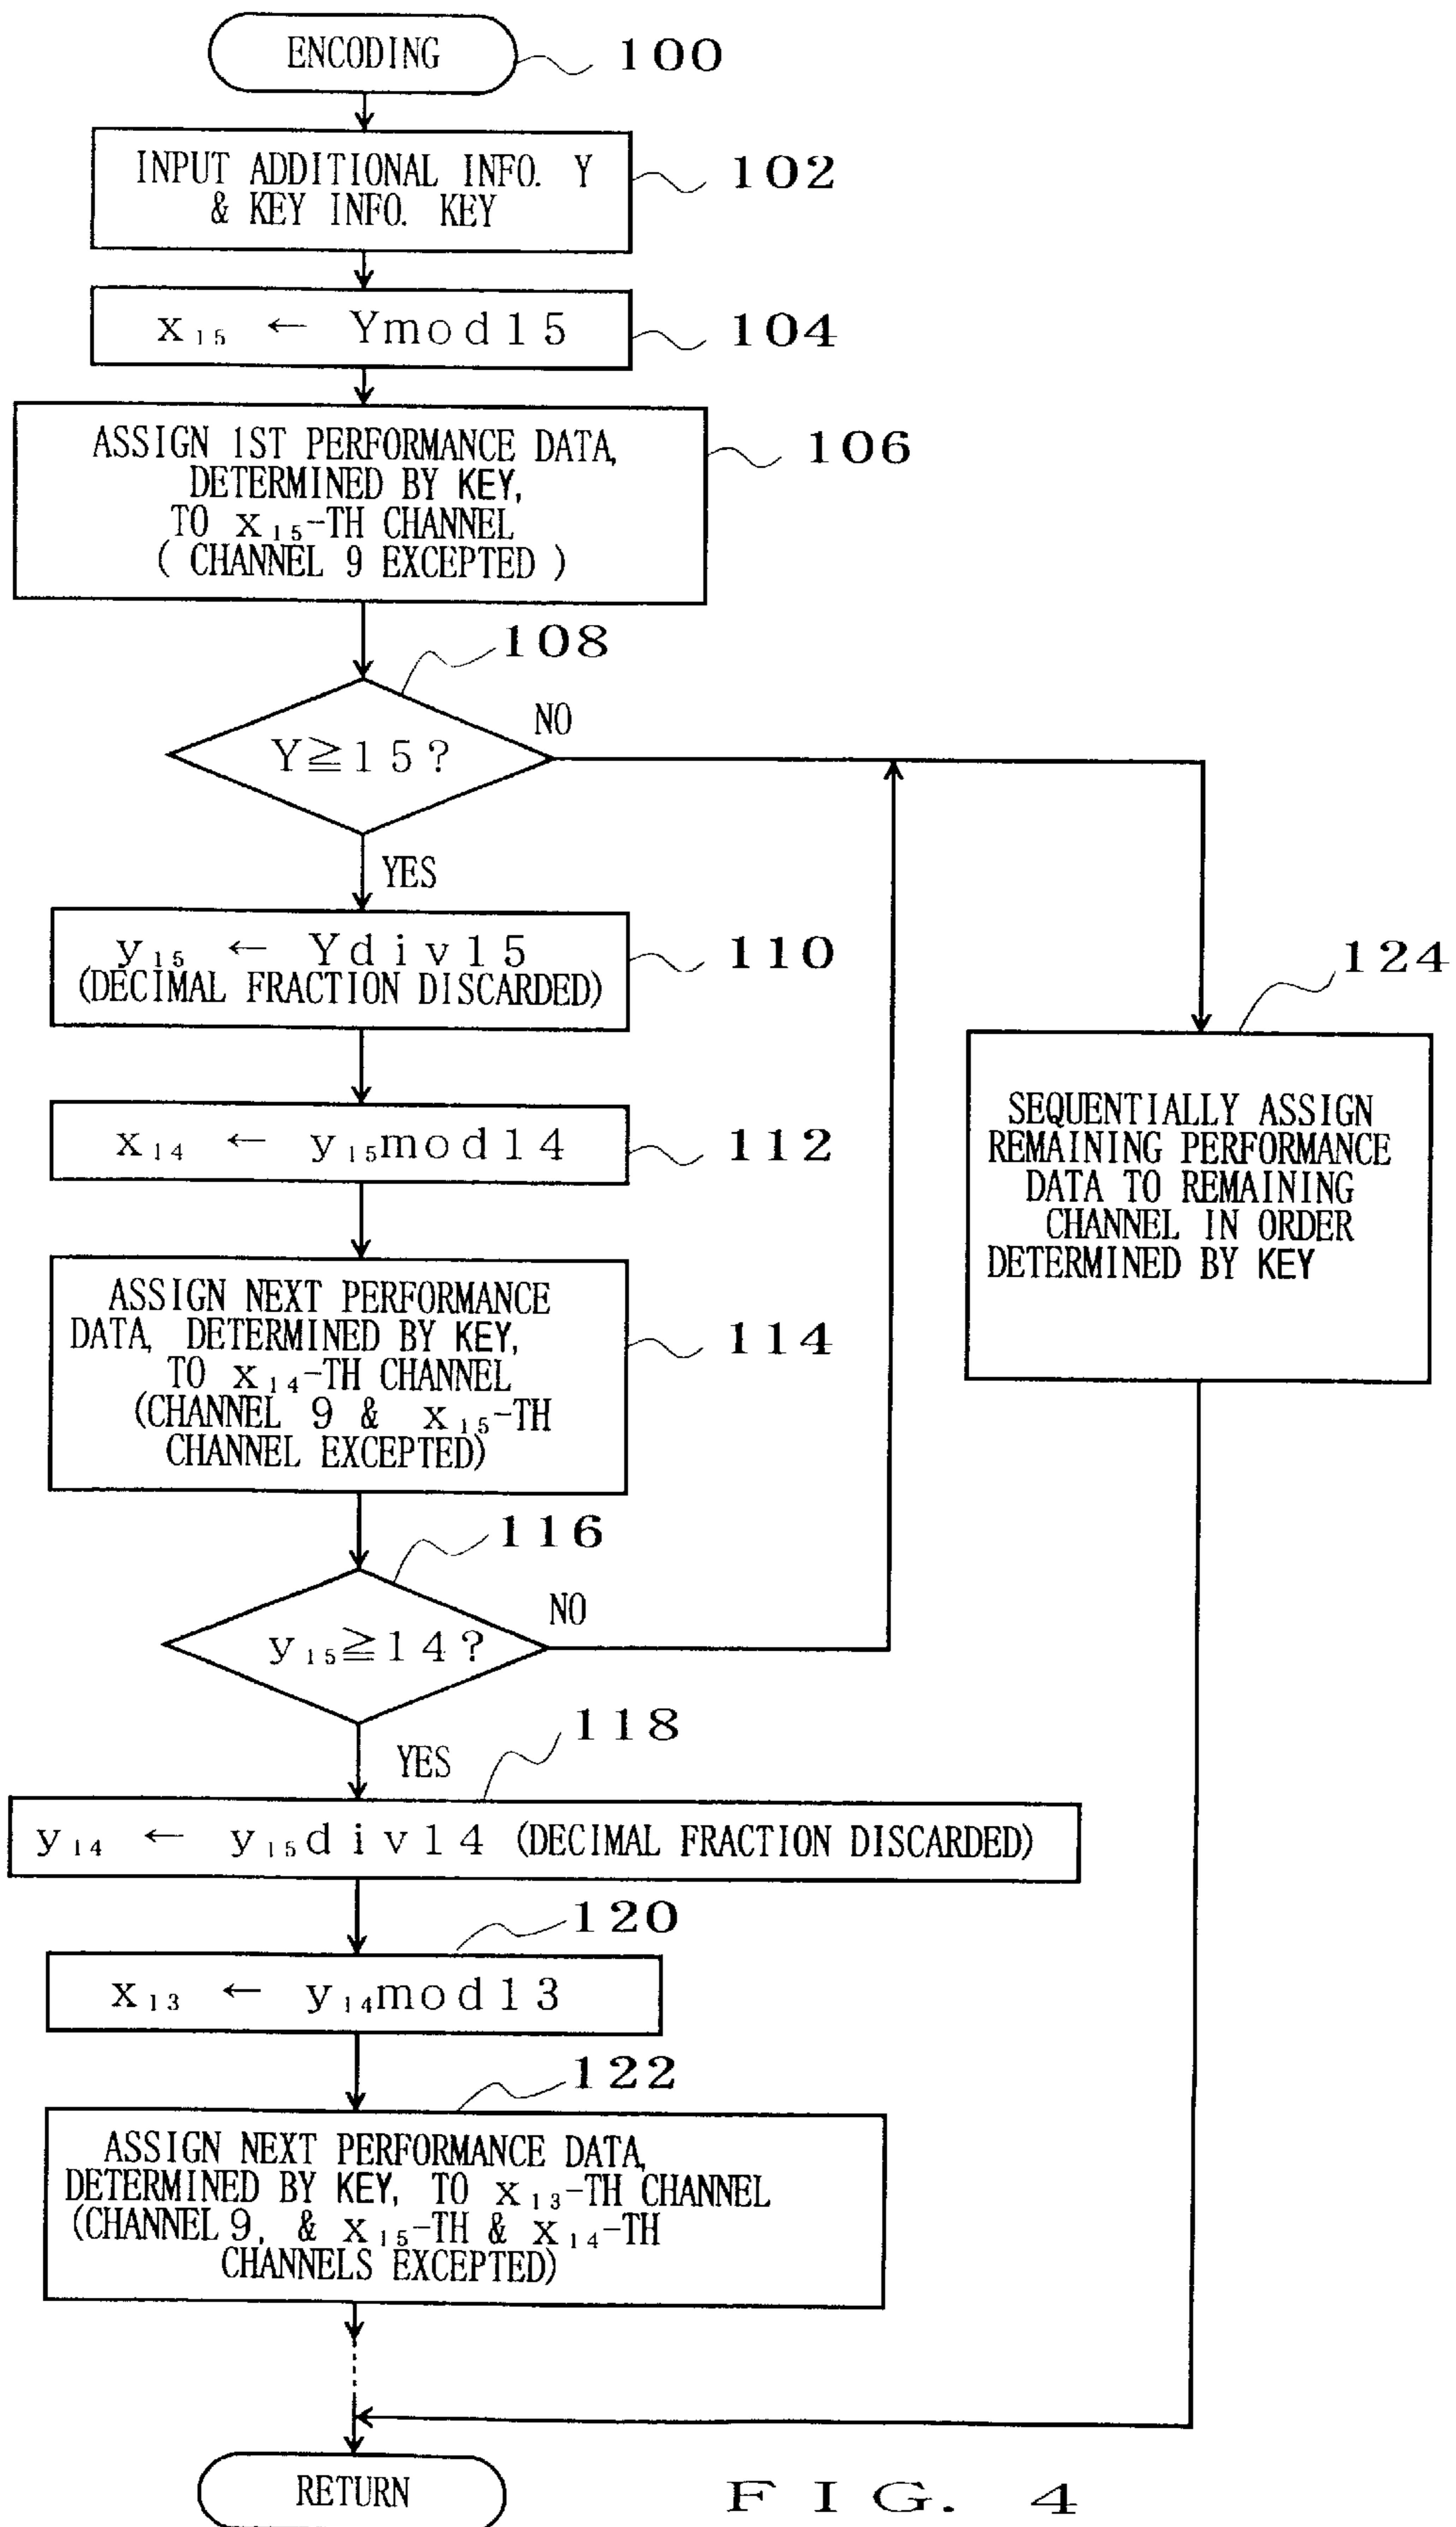 ENCODING
100
INPUT ADDITIONAL INFO. Y
& KEY INFO. KEY
102
x₁₅ ← Ymod15
104
ASSIGN 1ST PERFORMANCE DATA,
DETERMINED BY KEY,
TO x₁₅-TH CHANNEL
( CHANNEL 9 EXCEPTED )
106
108
Y≧15?
NO
YES
y₁₅ ← Ydiv15
(DECIMAL FRACTION DISCARDED)
110
x₁₄ ← y₁₅mod14
112
ASSIGN NEXT PERFORMANCE
DATA, DETERMINED BY KEY,
TO x₁₄-TH CHANNEL
(CHANNEL 9 & x₁₅-TH
CHANNEL EXCEPTED)
114
116
y₁₅≧14?
NO
YES
118
y₁₄ ← y₁₅div14 (DECIMAL FRACTION DISCARDED)
120
x₁₃ ← y₁₄mod13
122
ASSIGN NEXT PERFORMANCE DATA,
DETERMINED BY KEY, TO x₁₃-TH CHANNEL
(CHANNEL 9, & x₁₅-TH & x₁₄-TH
CHANNELS EXCEPTED)
124
SEQUENTIALLY ASSIGN
REMAINING PERFORMANCE
DATA TO REMAINING
CHANNEL IN ORDER
DETERMINED BY KEY
RETURN
FIG. 4